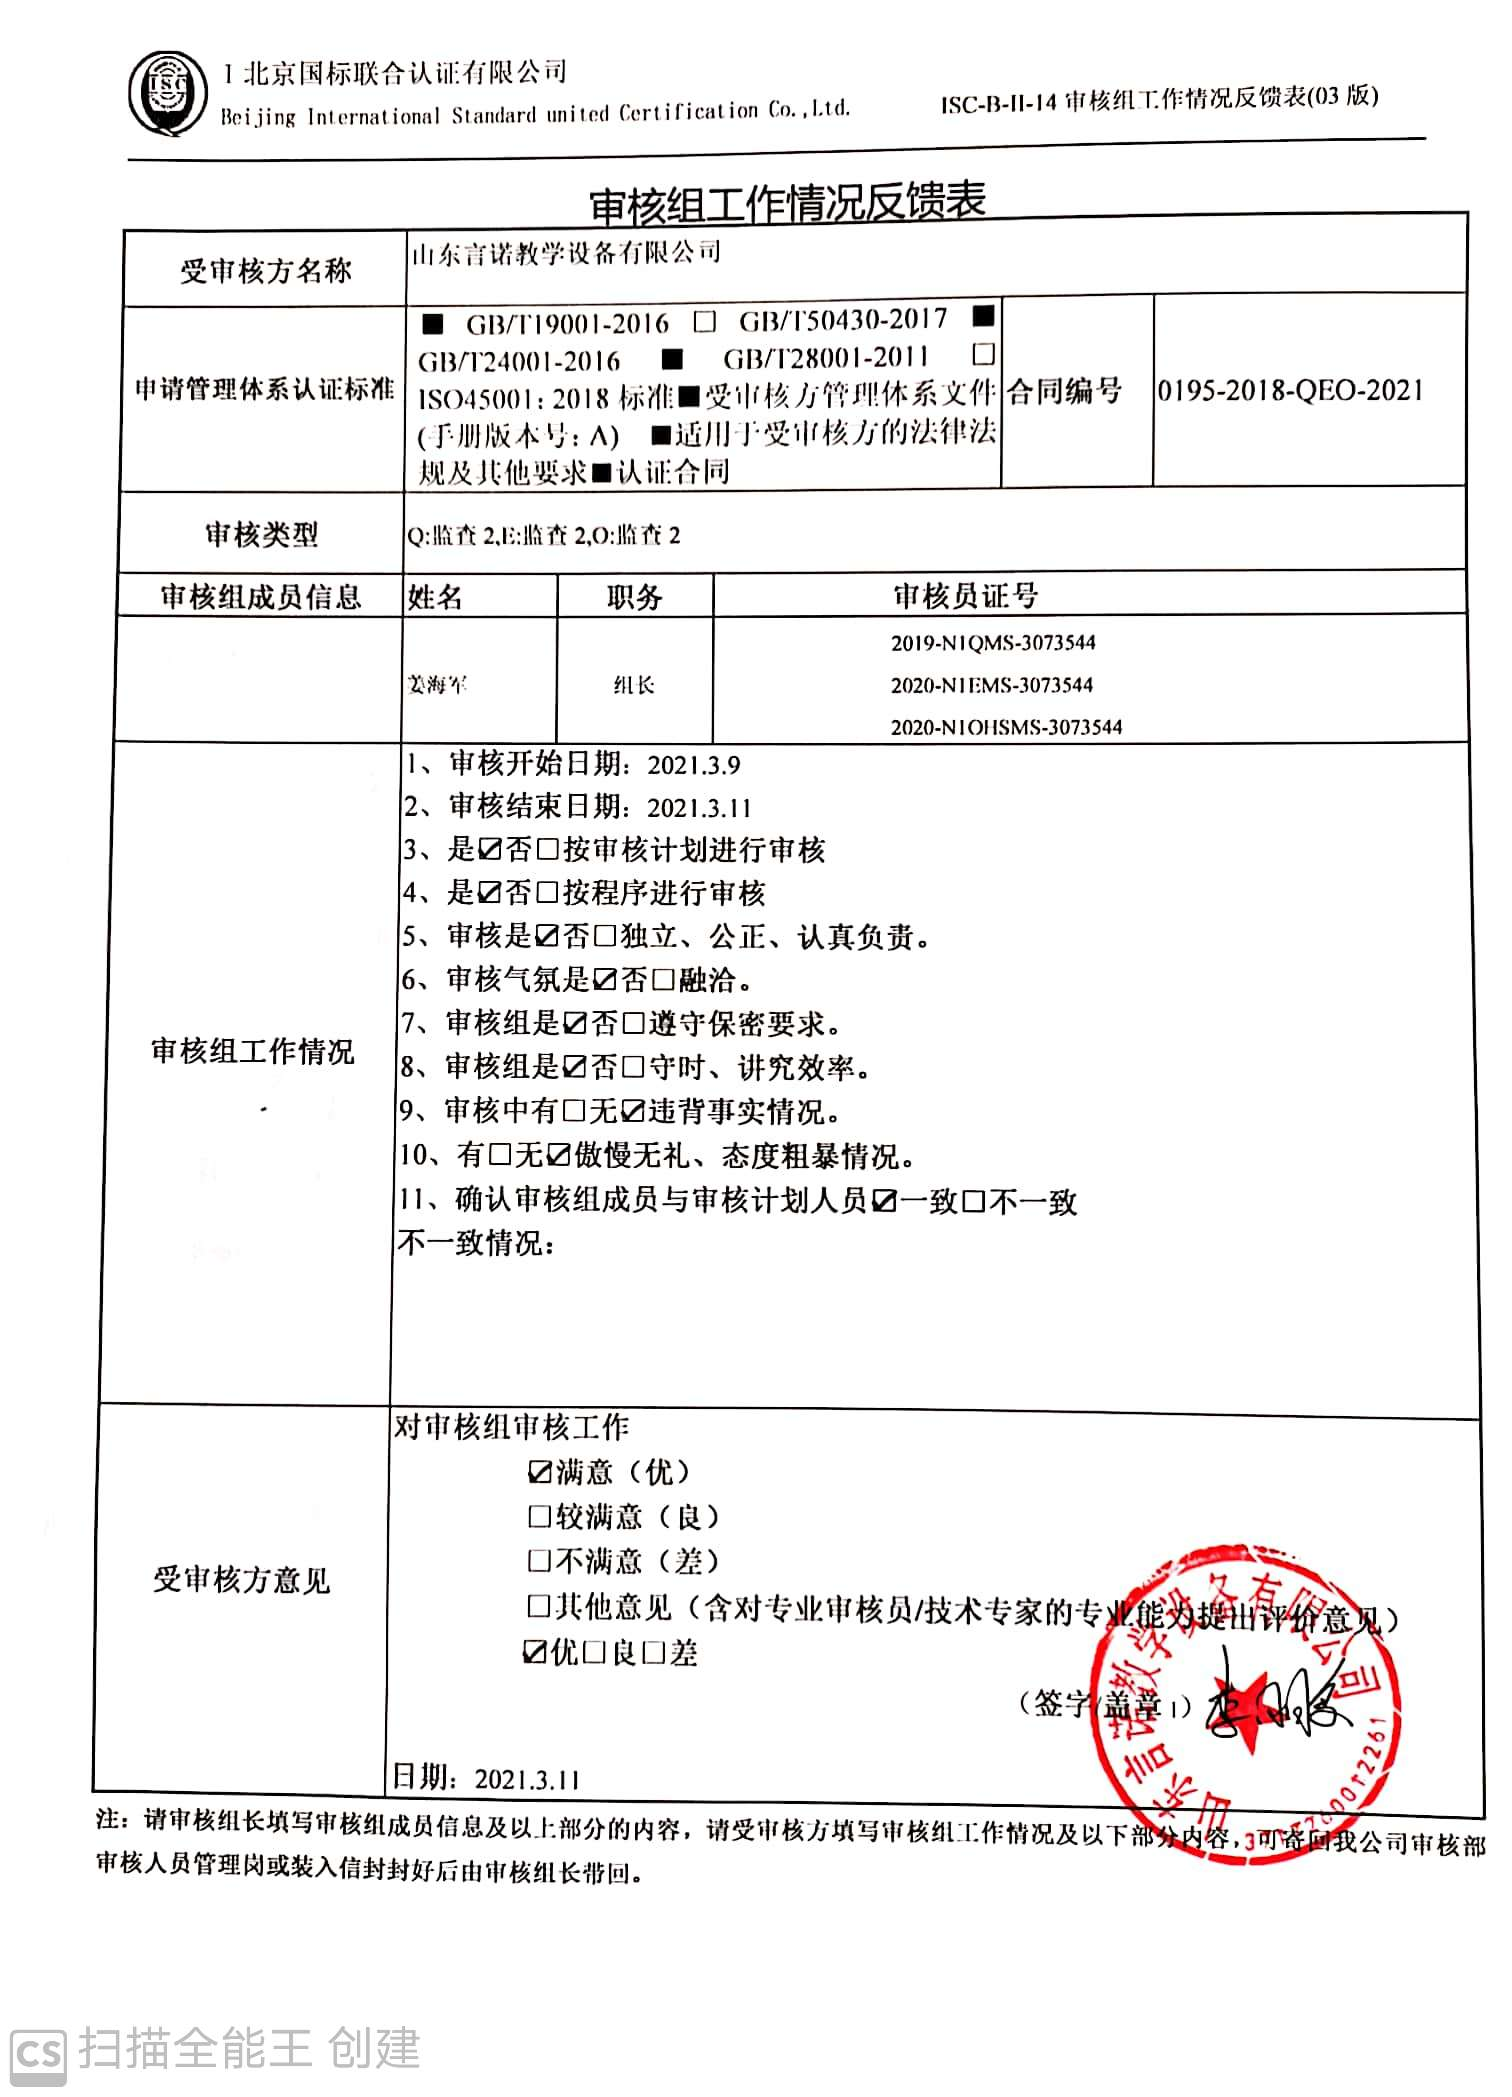 ISC
1 北京国标联合认证有限公司
Beijing International Standard united Certification Co.,Ltd.
ISC-B-II-14 审核组工作情况反馈表(03 版)
审核组工作情况反馈表
受审核方名称
山东言诺教学设备有限公司
申请管理体系认证标准
■ GB/T19001-2016 □ GB/T50430-2017 ■
GB/T24001-2016 ■ GB/T28001-2011 □
ISO45001: 2018 标准■受审核方管理体系文件
(手册版本号: A) ■适用于受审核方的法律法
规及其他要求■认证合同
合同编号
0195-2018-QEO-2021
审核类型
Q:监查 2,E:监查 2,O:监查 2
审核组成员信息
姓名
职务
审核员证号
姜海军
组长
2019-N1QMS-3073544
2020-N1EMS-3073544
2020-N1OHSMS-3073544
审核组工作情况
1、审核开始日期: 2021.3.9
2、审核结束日期: 2021.3.11
3、是☑否□按审核计划进行审核
4、是☑否□按程序进行审核
5、审核是☑否□独立、公正、认真负责。
6、审核气氛是☑否□融洽。
7、审核组是☑否□遵守保密要求。
8、审核组是☑否□守时、讲究效率。
9、审核中有□无☑违背事实情况。
10、有□无☑傲慢无礼、态度粗暴情况。
11、确认审核组成员与审核计划人员☑一致□不一致
不一致情况:
受审核方意见
对审核组审核工作
☑满意（优）
□较满意（良）
□不满意（差）
□其他意见（含对专业审核员/技术专家的专业能力提出评价意见）
☑优□良□差
（签字/盖章）
山东言诺教学设备有限公司
日期: 2021.3.11
注: 请审核组长填写审核组成员信息及以上部分的内容, 请受审核方填写审核组工作情况及以下部分内容, 可寄回我公司审核部
审核人员管理岗或装入信封封好后由审核组长带回。
CS 扫描全能王 创建